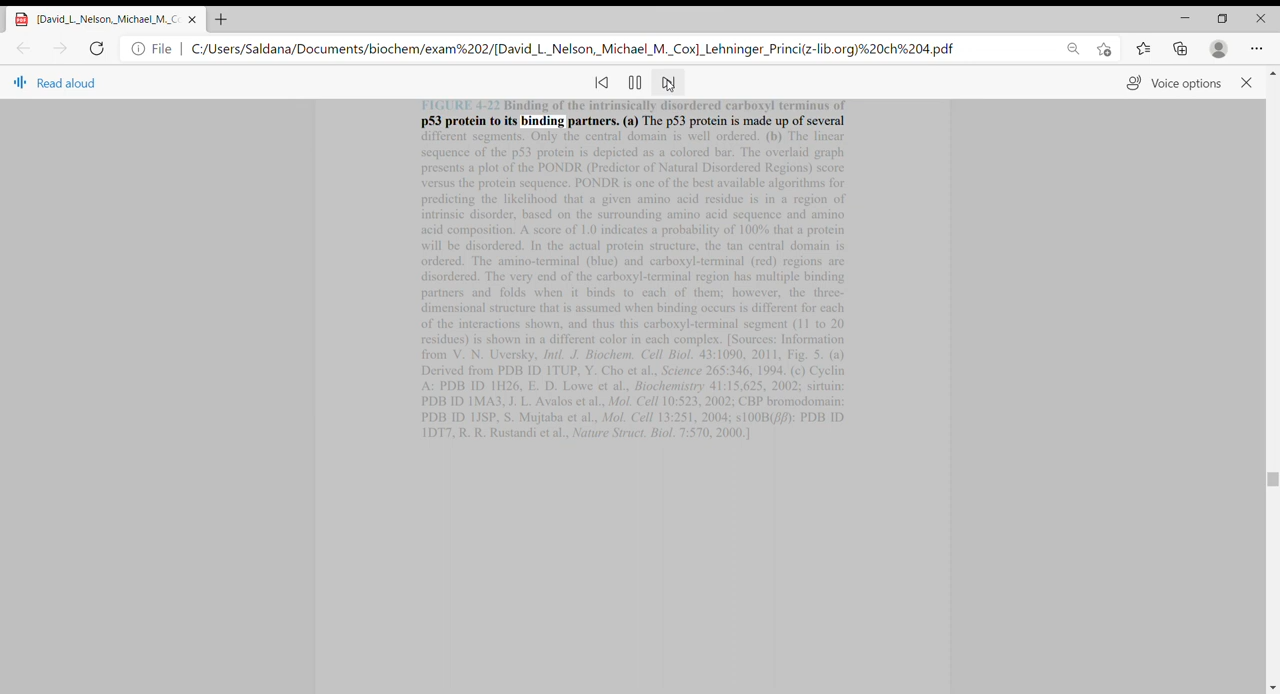 [David_L._Nelson,_Michael_M._C
File | C:/Users/Saldana/Documents/biochem/exam%202/[David_L._Nelson,_Michael_M._Cox]_Lehninger_Princi(z-lib.org)%20ch%204.pdf
Read aloud
Voice options
FIGURE 4-22 Binding of the intrinsically disordered carboxyl terminus of
p53 protein to its binding partners. (a) The p53 protein is made up of several
different segments. Only the central domain is well ordered. (b) The linear
sequence of the p53 protein is depicted as a colored bar. The overlaid graph
presents a plot of the PONDR (Predictor of Natural Disordered Regions) score
versus the protein sequence. PONDR is one of the best available algorithms for
predicting the likelihood that a given amino acid residue is in a region of
intrinsic disorder, based on the surrounding amino acid sequence and amino
acid composition. A score of 1.0 indicates a probability of 100% that a protein
will be disordered. In the actual protein structure, the tan central domain is
ordered. The amino-terminal (blue) and carboxyl-terminal (red) regions are
disordered. The very end of the carboxyl-terminal region has multiple binding
partners and folds when it binds to each of them; however, the three-
dimensional structure that is assumed when binding occurs is different for each
of the interactions shown, and thus this carboxyl-terminal segment (11 to 20
residues) is shown in a different color in each complex. [Sources: Information
from V. N. Uversky, Intl. J. Biochem. Cell Biol. 43:1090, 2011, Fig. 5. (a)
Derived from PDB ID 1TUP, Y. Cho et al., Science 265:346, 1994. (c) Cyclin
A: PDB ID 1H26, E. D. Lowe et al., Biochemistry 41:15,625, 2002; sirtuin:
PDB ID 1MA3, J. L. Avalos et al., Mol. Cell 10:523, 2002; CBP bromodomain:
PDB ID 1JSP, S. Mujtaba et al., Mol. Cell 13:251, 2004; s100B(ββ): PDB ID
1DT7, R. R. Rustandi et al., Nature Struct. Biol. 7:570, 2000.]